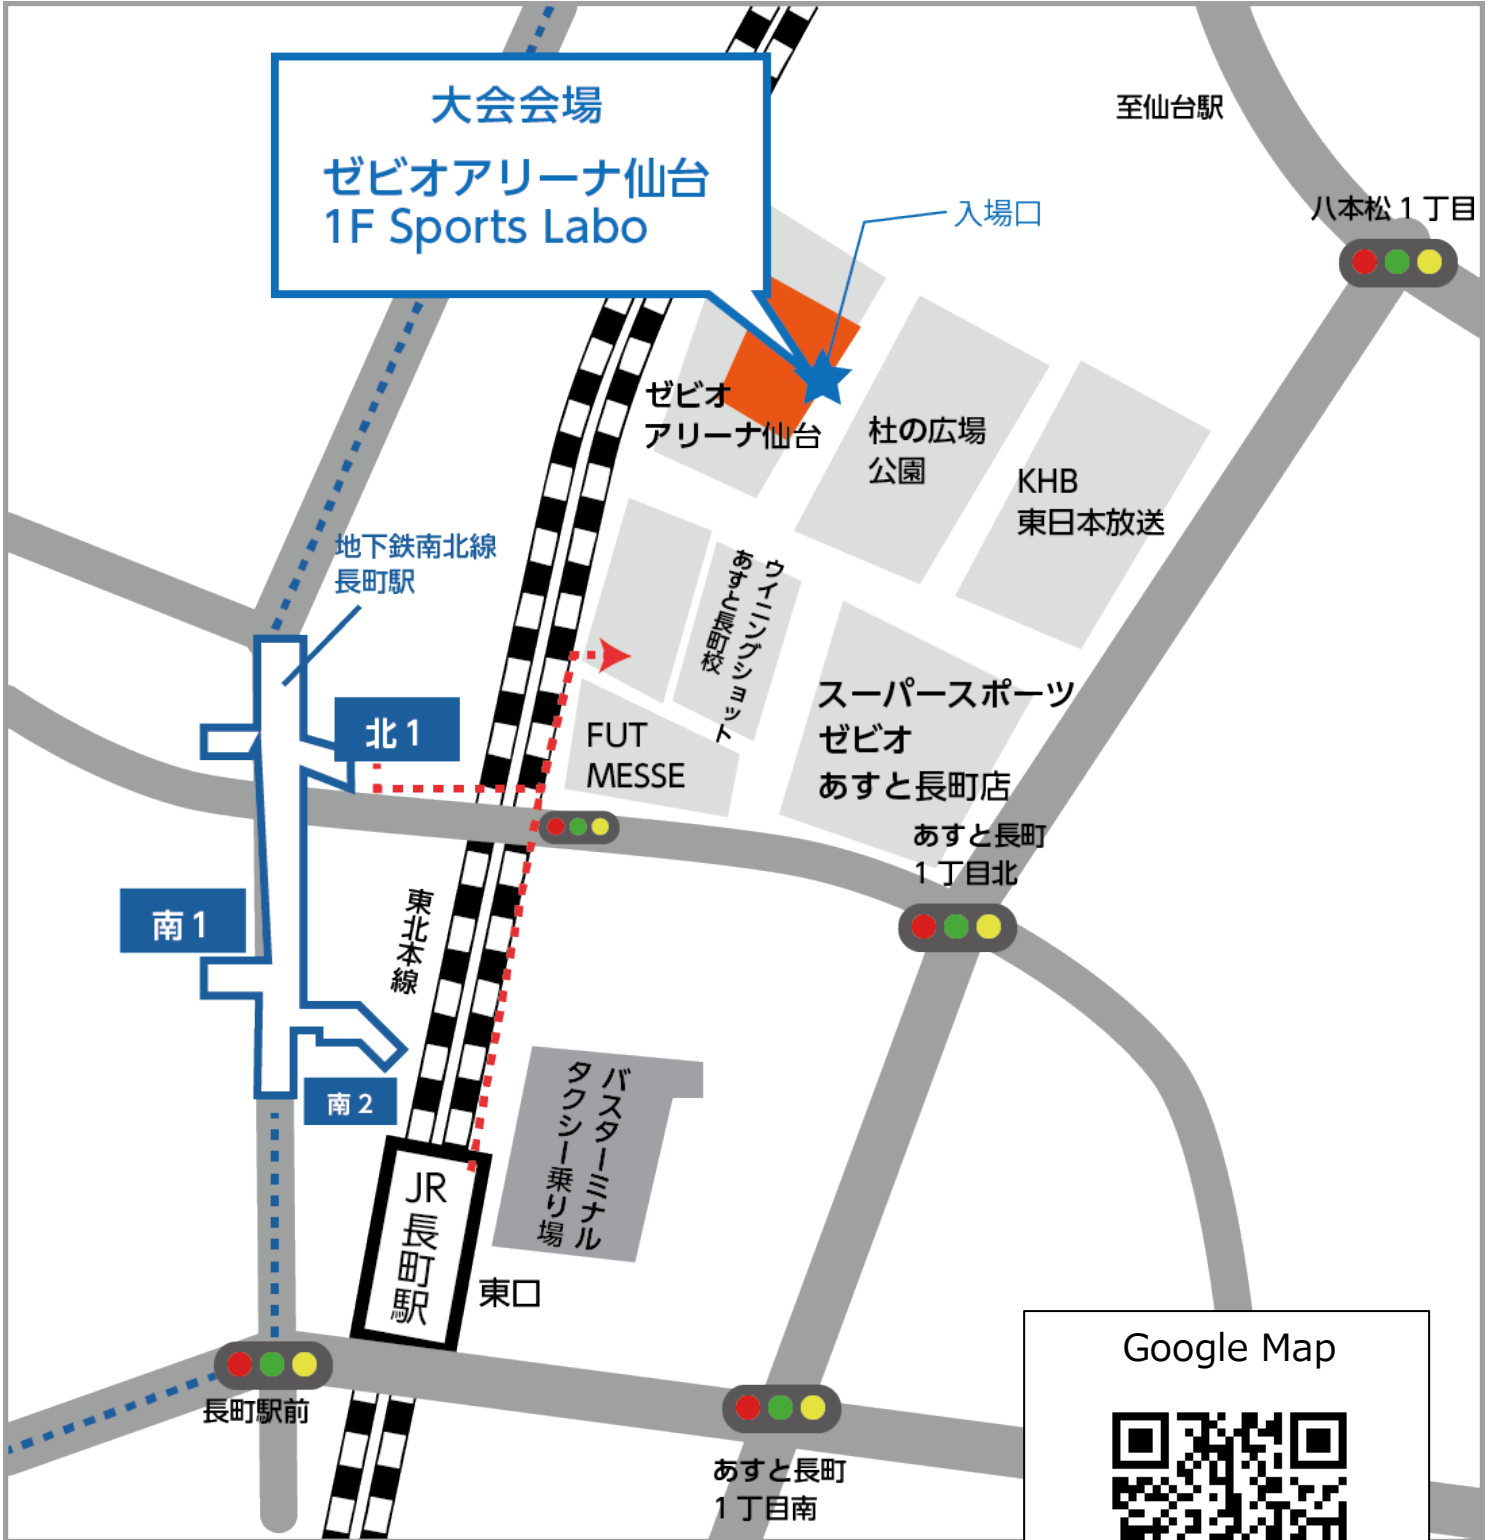 大会会場
ゼビオアリーナ仙台
1F Sports Labo
至仙台駅
八本松1丁目
入場口
ゼビオ
アリーナ仙台
杜の広場
公園
KHB
東日本放送
地下鉄南北線
長町駅
ウイニングショット
あすと長町校
スーパースポーツ
ゼビオ
あすと長町店
北1
FUT
MESSE
あすと長町
1丁目北
南1
東北本線
南2
バスターミナル
タクシー乗り場
JR
長町駅
東口
長町駅前
あすと長町
1丁目南
Google Map